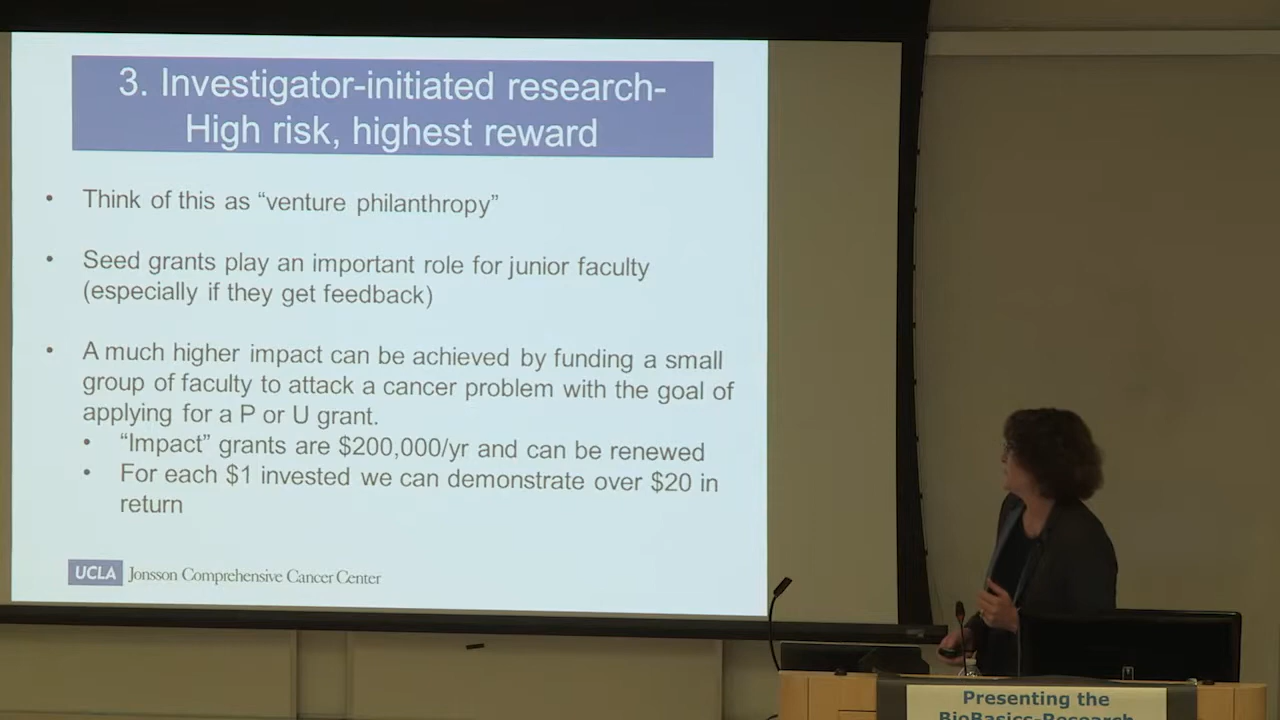 3. Investigator-initiated research-
High risk, highest reward
• Think of this as “venture philanthropy”
• Seed grants play an important role for junior faculty
(especially if they get feedback)
• A much higher impact can be achieved by funding a small
group of faculty to attack a cancer problem with the goal of
applying for a P or U grant.
• “Impact” grants are $200,000/yr and can be renewed
• For each $1 invested we can demonstrate over $20 in
return
UCLA Jonsson Comprehensive Cancer Center
Presenting the
BioBasics-Research